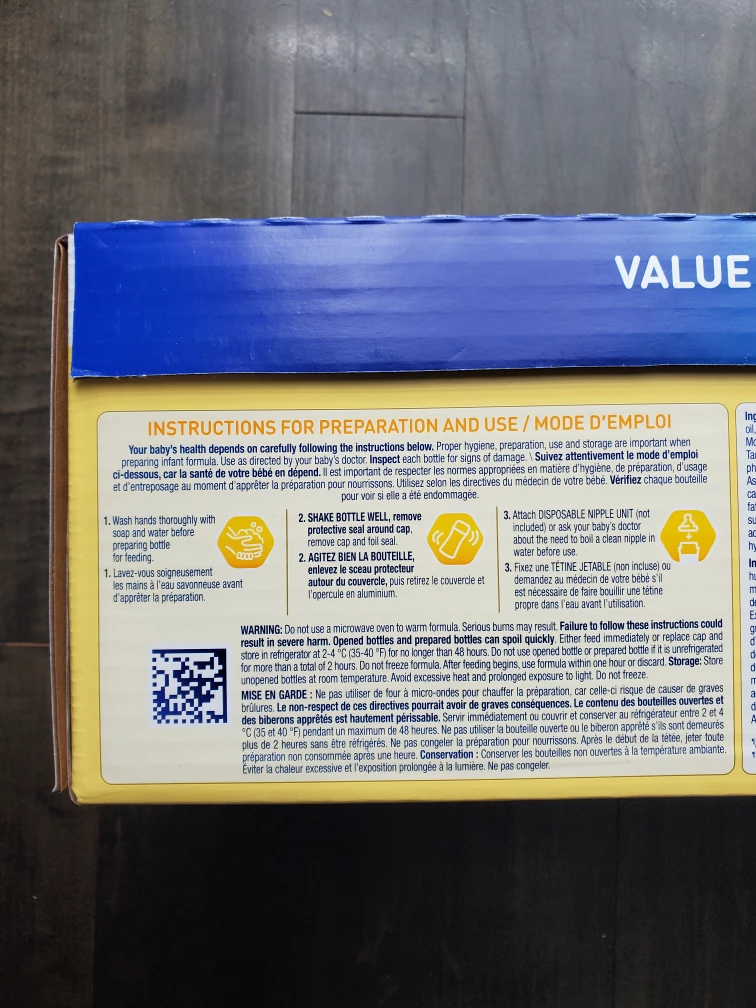 VALUE
INSTRUCTIONS FOR PREPARATION AND USE / MODE D'EMPLOI
Your baby's health depends on carefully following the instructions below. Proper hygiene, preparation, use and storage are important when
preparing infant formula. Use as directed by your baby's doctor. Inspect each bottle for signs of damage. \ Suivez attentivement le mode d'emploi
ci-dessous, car la santé de votre bébé en dépend. Il est important de respecter les normes appropriées en matière d'hygiène, de préparation, d'usage
et d'entreposage au moment d'apprêter la préparation pour nourrissons. Utilisez selon les directives du médecin de votre bébé. Vérifiez chaque bouteille
pour voir si elle a été endommagée.
1. Wash hands thoroughly with
soap and water before
preparing bottle
for feeding.
1. Lavez-vous soigneusement
les mains à l'eau savonneuse avant
d'apprêter la préparation.
2. SHAKE BOTTLE WELL, remove
protective seal around cap,
remove cap and foil seal.
2. AGITEZ BIEN LA BOUTEILLE,
enlevez le sceau protecteur
autour du couvercle, puis retirez le couvercle et
l'opercule en aluminium.
3. Attach DISPOSABLE NIPPLE UNIT (not
included) or ask your baby's doctor
about the need to boil a clean nipple in
water before use.
3. Fixez une TÉTINE JETABLE (non incluse) ou
demandez au médecin de votre bébé s'il
est nécessaire de faire bouillir une tétine
propre dans l'eau avant l'utilisation.
WARNING: Do not use a microwave oven to warm formula. Serious burns may result. Failure to follow these instructions could
result in severe harm. Opened bottles and prepared bottles can spoil quickly. Either feed immediately or replace cap and
store in refrigerator at 2-4 °C (35-40 °F) for no longer than 48 hours. Do not use opened bottle or prepared bottle if it is unrefrigerated
for more than a total of 2 hours. Do not freeze formula. After feeding begins, use formula within one hour or discard. Storage: Store
unopened bottles at room temperature. Avoid excessive heat and prolonged exposure to light. Do not freeze.
MISE EN GARDE : Ne pas utiliser de four à micro-ondes pour chauffer la préparation, car celle-ci risque de causer de graves
brûlures. Le non-respect de ces directives pourrait avoir de graves conséquences. Le contenu des bouteilles ouvertes et
des biberons apprêtés est hautement périssable. Servir immédiatement ou couvrir et conserver au réfrigérateur entre 2 et 4
°C (35 et 40 °F) pendant un maximum de 48 heures. Ne pas utiliser la bouteille ouverte ou le biberon apprêté s'ils sont demeurés
plus de 2 heures sans être réfrigérés. Ne pas congeler la préparation pour nourrissons. Après le début de la tétée, jeter toute
préparation non consommée après une heure. Conservation : Conserver les bouteilles non ouvertes à la température ambiante.
Éviter la chaleur excessive et l'exposition prolongée à la lumière. Ne pas congeler.